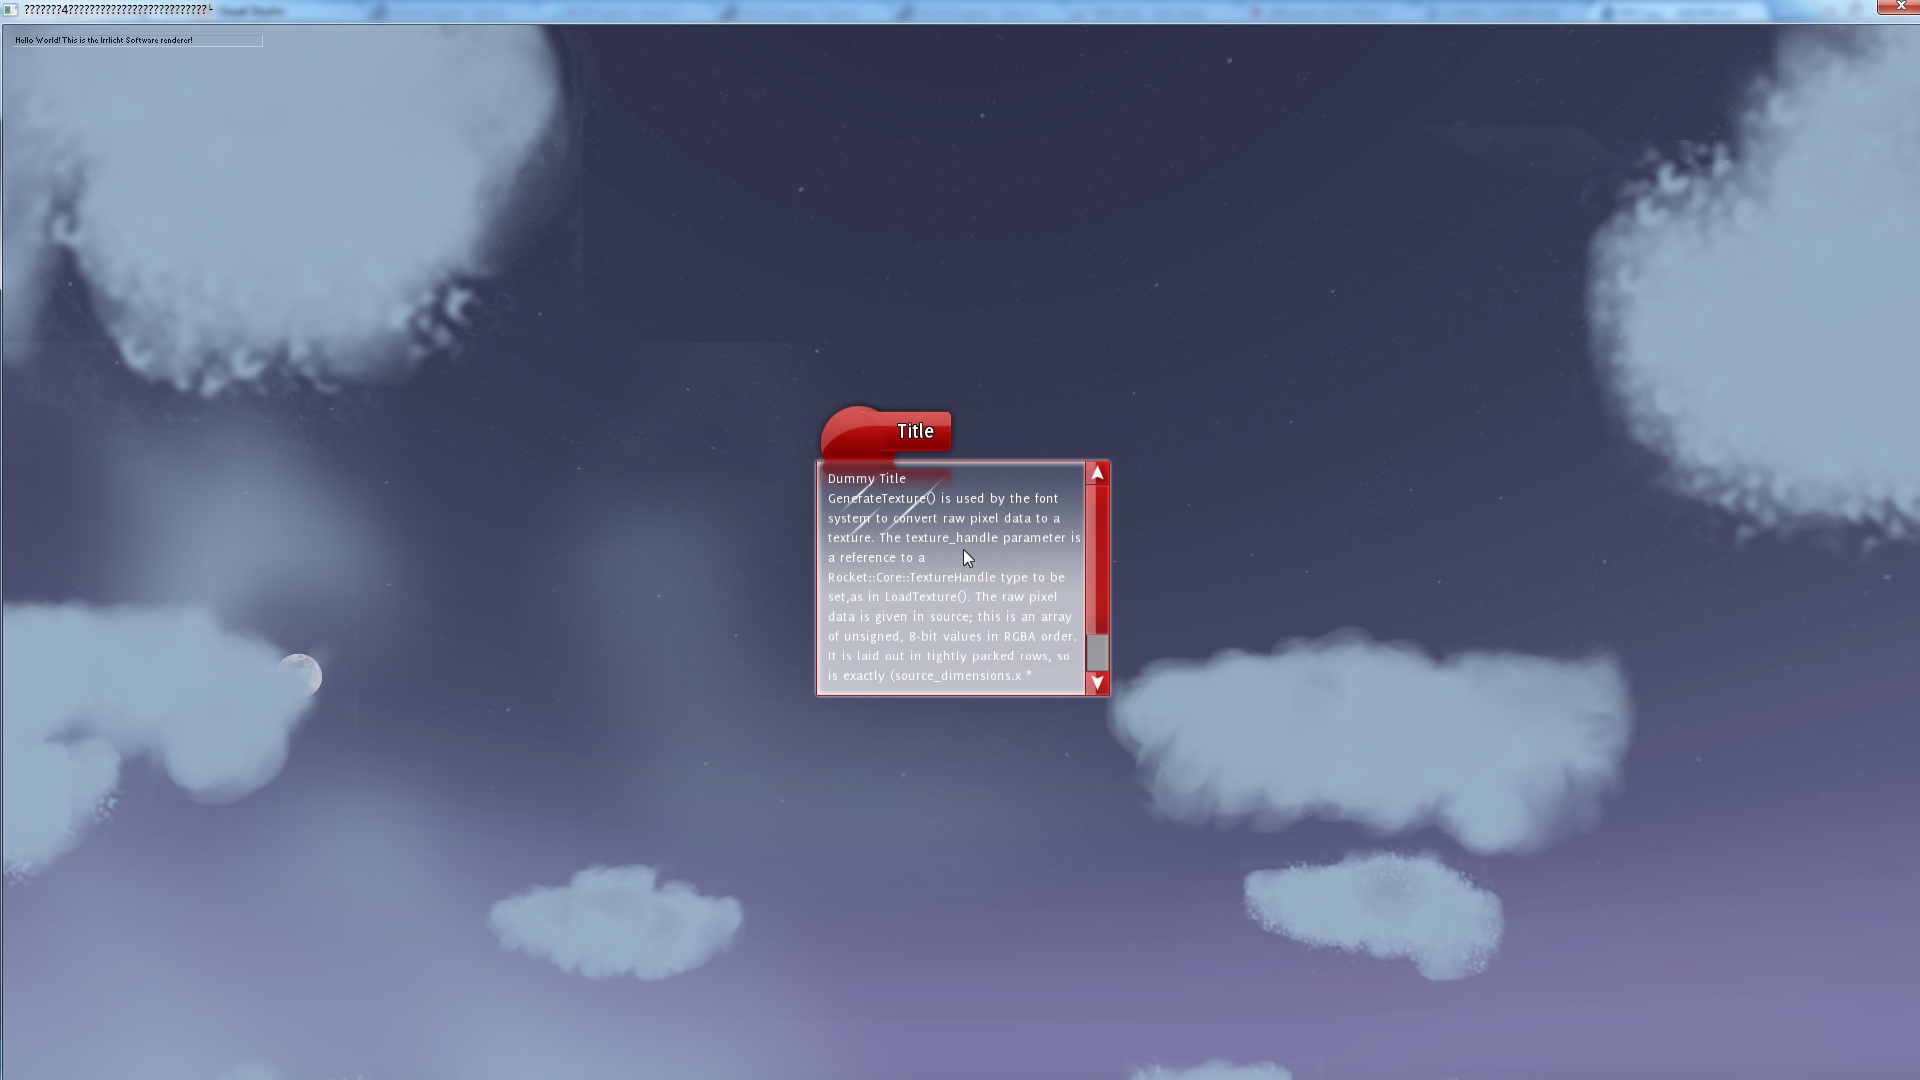 ???????4?????????????????????????
Hello World! This is the Irrlicht Software renderer!
Title
Dummy Title
GenerateTexture() is used by the font
system to convert raw pixel data to a
texture. The texture_handle parameter is
a reference to a
Rocket::Core::TextureHandle type to be
set,as in LoadTexture(). The raw pixel
data is given in source; this is an array
of unsigned, 8-bit values in RGBA order.
It is laid out in tightly packed rows, so
is exactly (source_dimensions.x *